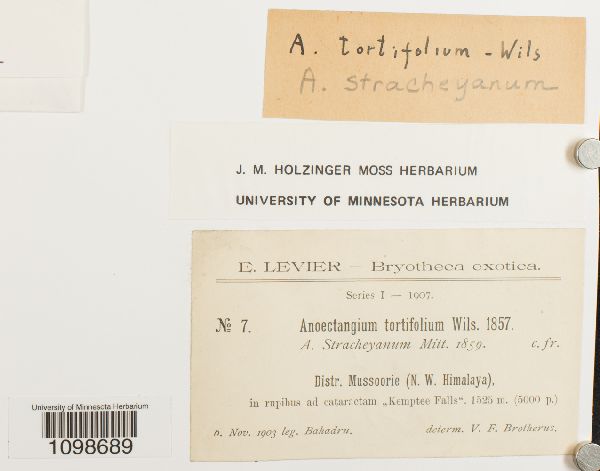 A. tortifolium - Wils
A. stracheyanum
J. M. HOLZINGER MOSS HERBARIUM
UNIVERSITY OF MINNESOTA HERBARIUM
E. LEVIER – Bryotheca exotica.
Series I — 1907.
№ 7. Anoectangium tortifolium Wils. 1857.
A. Stracheyanum Mitt. 1859. c. fr.
Distr. Mussoorie (N. W. Himalaya),
in rupibus ad cataractam „Kemptee Falls“. 1525 m. (5000 p.)
6. Nov. 1903 leg. Bahadru. determ. V. F. Brotherus.
University of Minnesota Herbarium
1098689